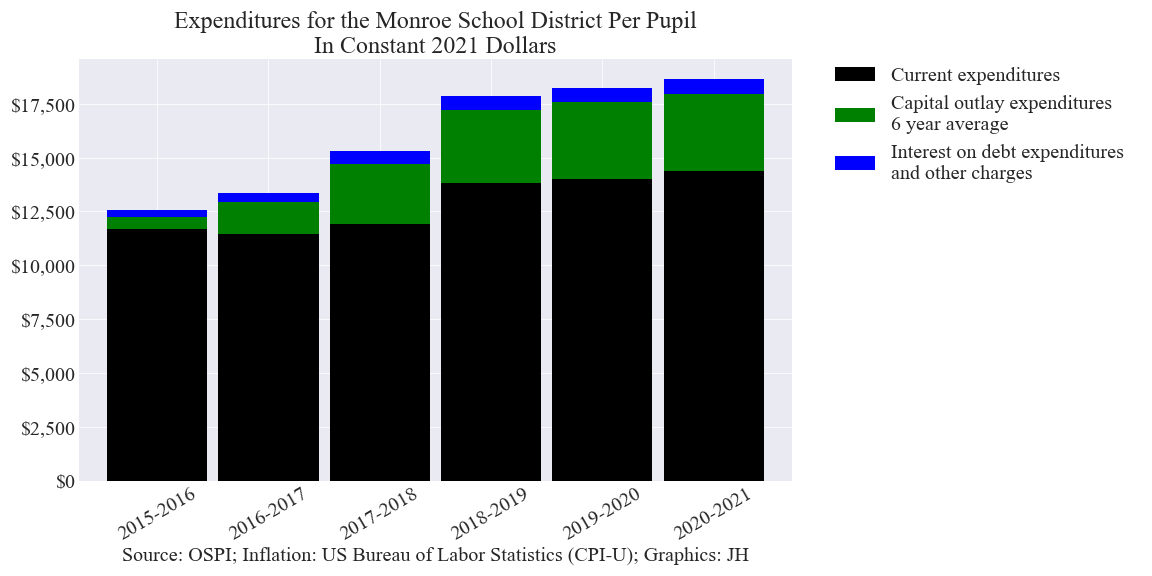 Expenditures for the Monroe School District Per Pupil
In Constant 2021 Dollars
Current expenditures
Capital outlay expenditures
6 year average
Interest on debt expenditures
and other charges
$17,500
$15,000
$12,500
$10,000
$7,500
$5,000
$2,500
$0
2015-2016
2016-2017
2017-2018
2018-2019
2019-2020
2020-2021
Source: OSPI; Inflation: US Bureau of Labor Statistics (CPI-U); Graphics: JH